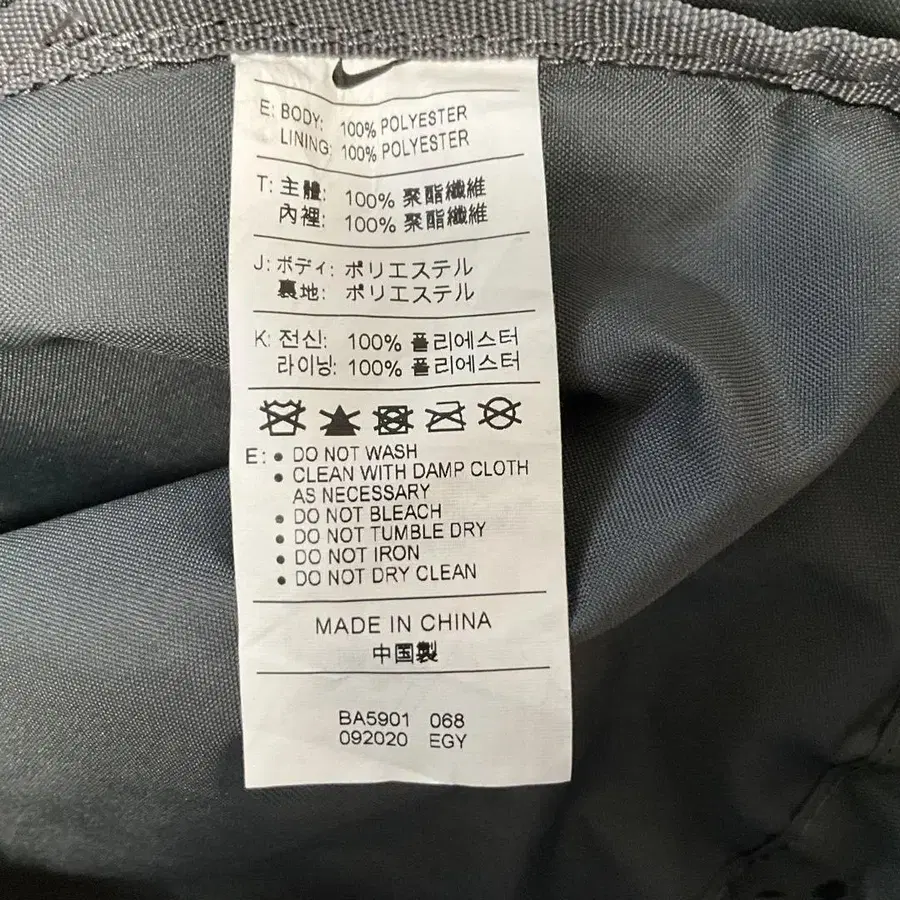 E: BODY: 100% POLYESTER
LINING: 100% POLYESTER
T: 主體: 100% 聚酯纖維
內裡: 100% 聚酯纖維
J: ボディ: ポリエステル
裏地: ポリエステル
K: 전신: 100% 폴리에스터
라이닝: 100% 폴리에스터
E: • DO NOT WASH
• CLEAN WITH DAMP CLOTH
AS NECESSARY
• DO NOT BLEACH
• DO NOT TUMBLE DRY
• DO NOT IRON
• DO NOT DRY CLEAN
MADE IN CHINA
中国製
BA5901 068
092020 EGY